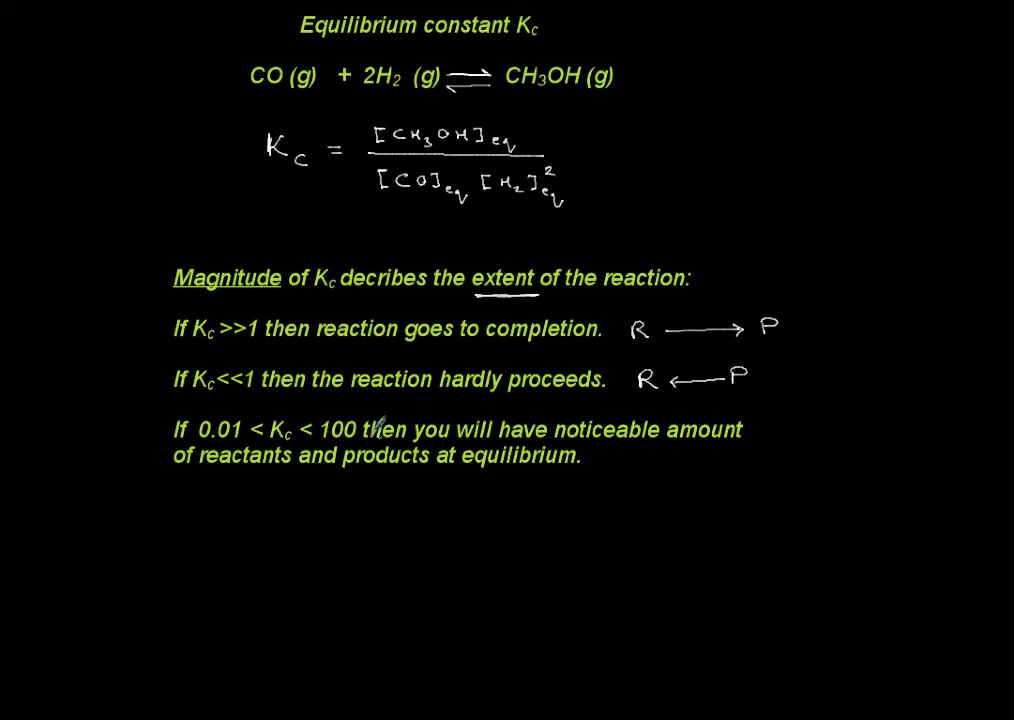 Equilibrium constant Kc
CO (g) + 2H2 (g) ⇌ CH3OH (g)
Kc = [CH3OH]eq / [CO]eq [H2]²eq
Magnitude of Kc decribes the extent of the reaction:
If Kc >>1 then reaction goes to completion. R → P
If Kc<<1 then the reaction hardly proceeds. R ← P
If 0.01 < Kc < 100 then you will have noticeable amount
of reactants and products at equilibrium.